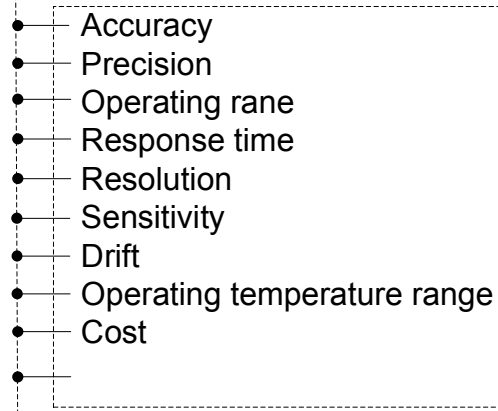 Accuracy
Precision
Operating rane
Response time
Resolution
Sensitivity
Drift
Operating temperature range
Cost